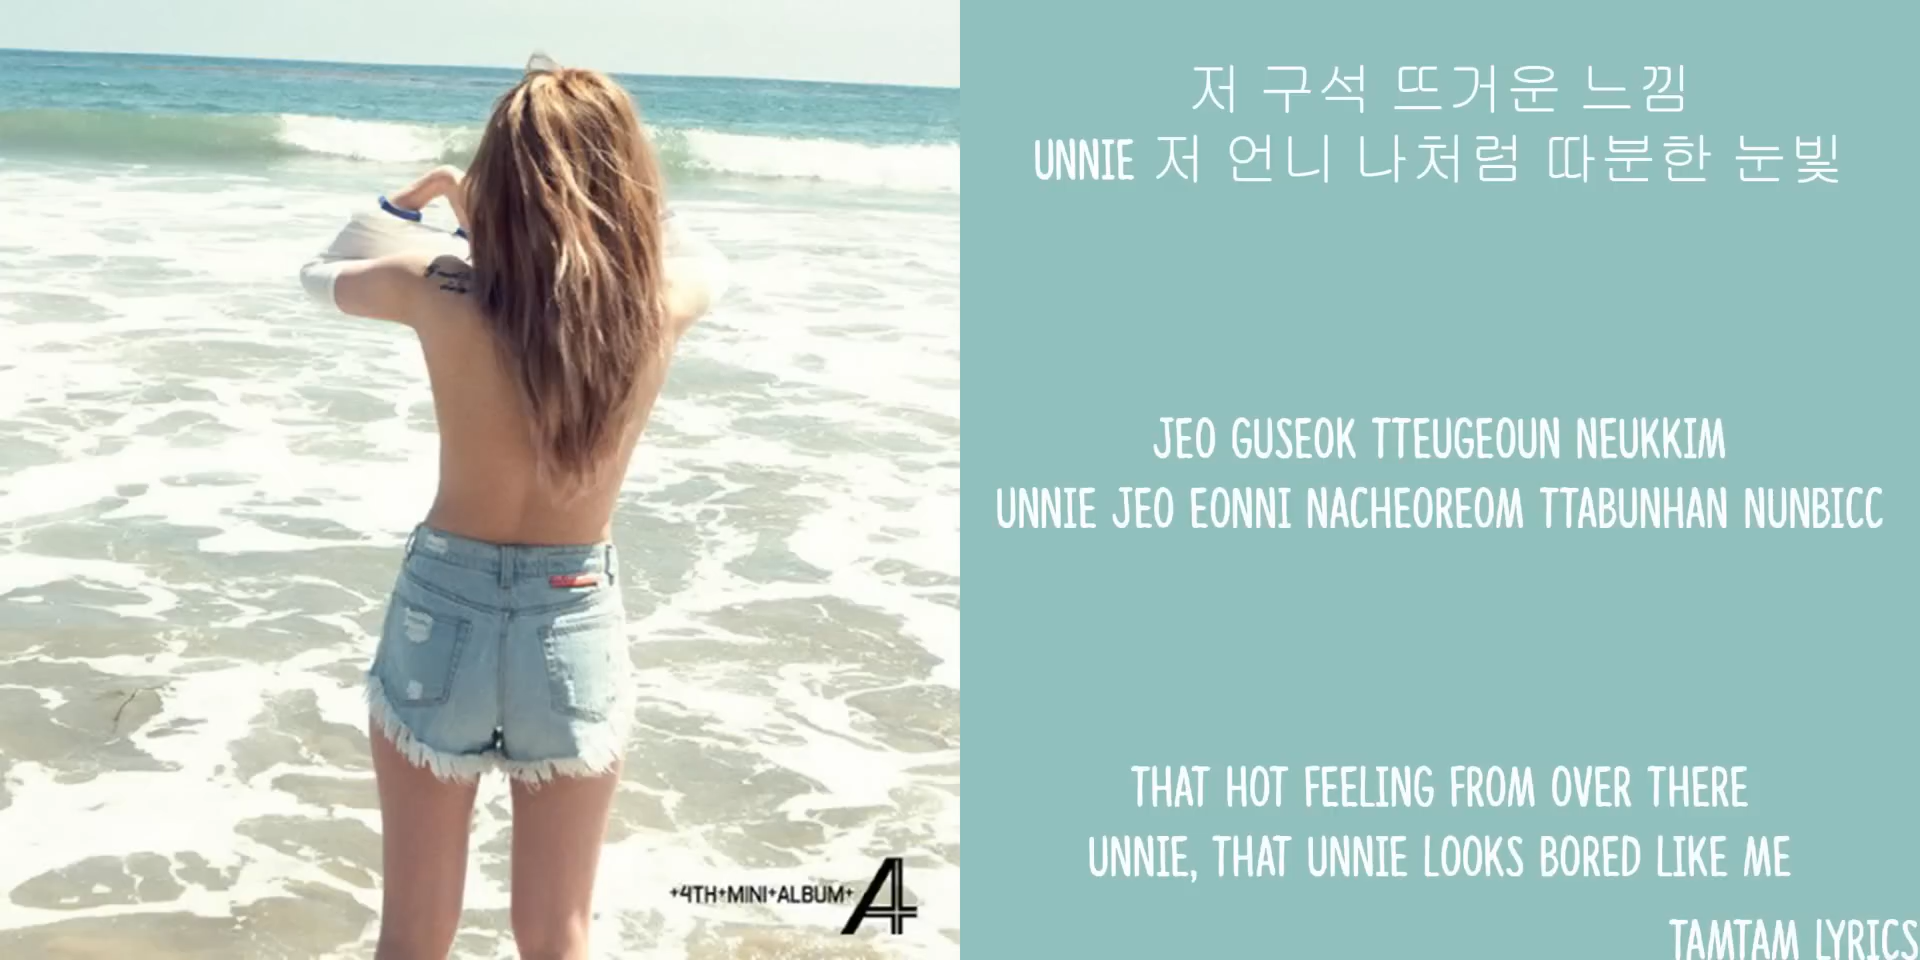 +4TH+MINI+ALBUM+ A4
저 구석 뜨거운 느낌
UNNIE 저 언니 나처럼 따분한 눈빛
JEO GUSEOK TTEUGEOUN NEUKKIM
UNNIE JEO EONNI NACHEOREOM TTABUNHAN NUNBICC
THAT HOT FEELING FROM OVER THERE
UNNIE, THAT UNNIE LOOKS BORED LIKE ME
TAMTAM LYRICS